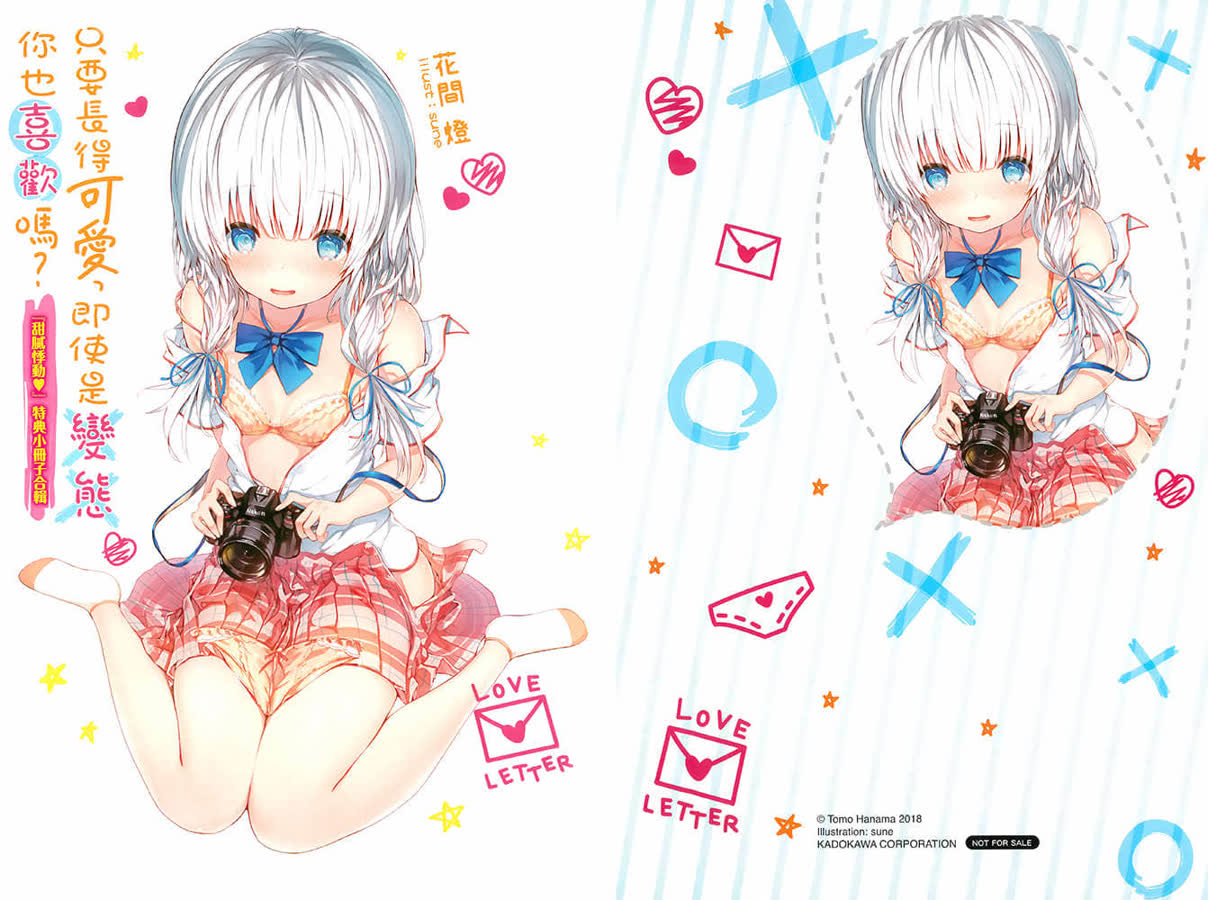 只要長得可愛，即使是變態
你也喜歡嗎？
『甜膩悸動♥』特典小冊子合輯
花間燈
illust：sune
Nikon
LOVE
LETTER
LOVE
LETTER
© Tomo Hanama 2018
Illustration: sune
KADOKAWA CORPORATION
NOT FOR SALE